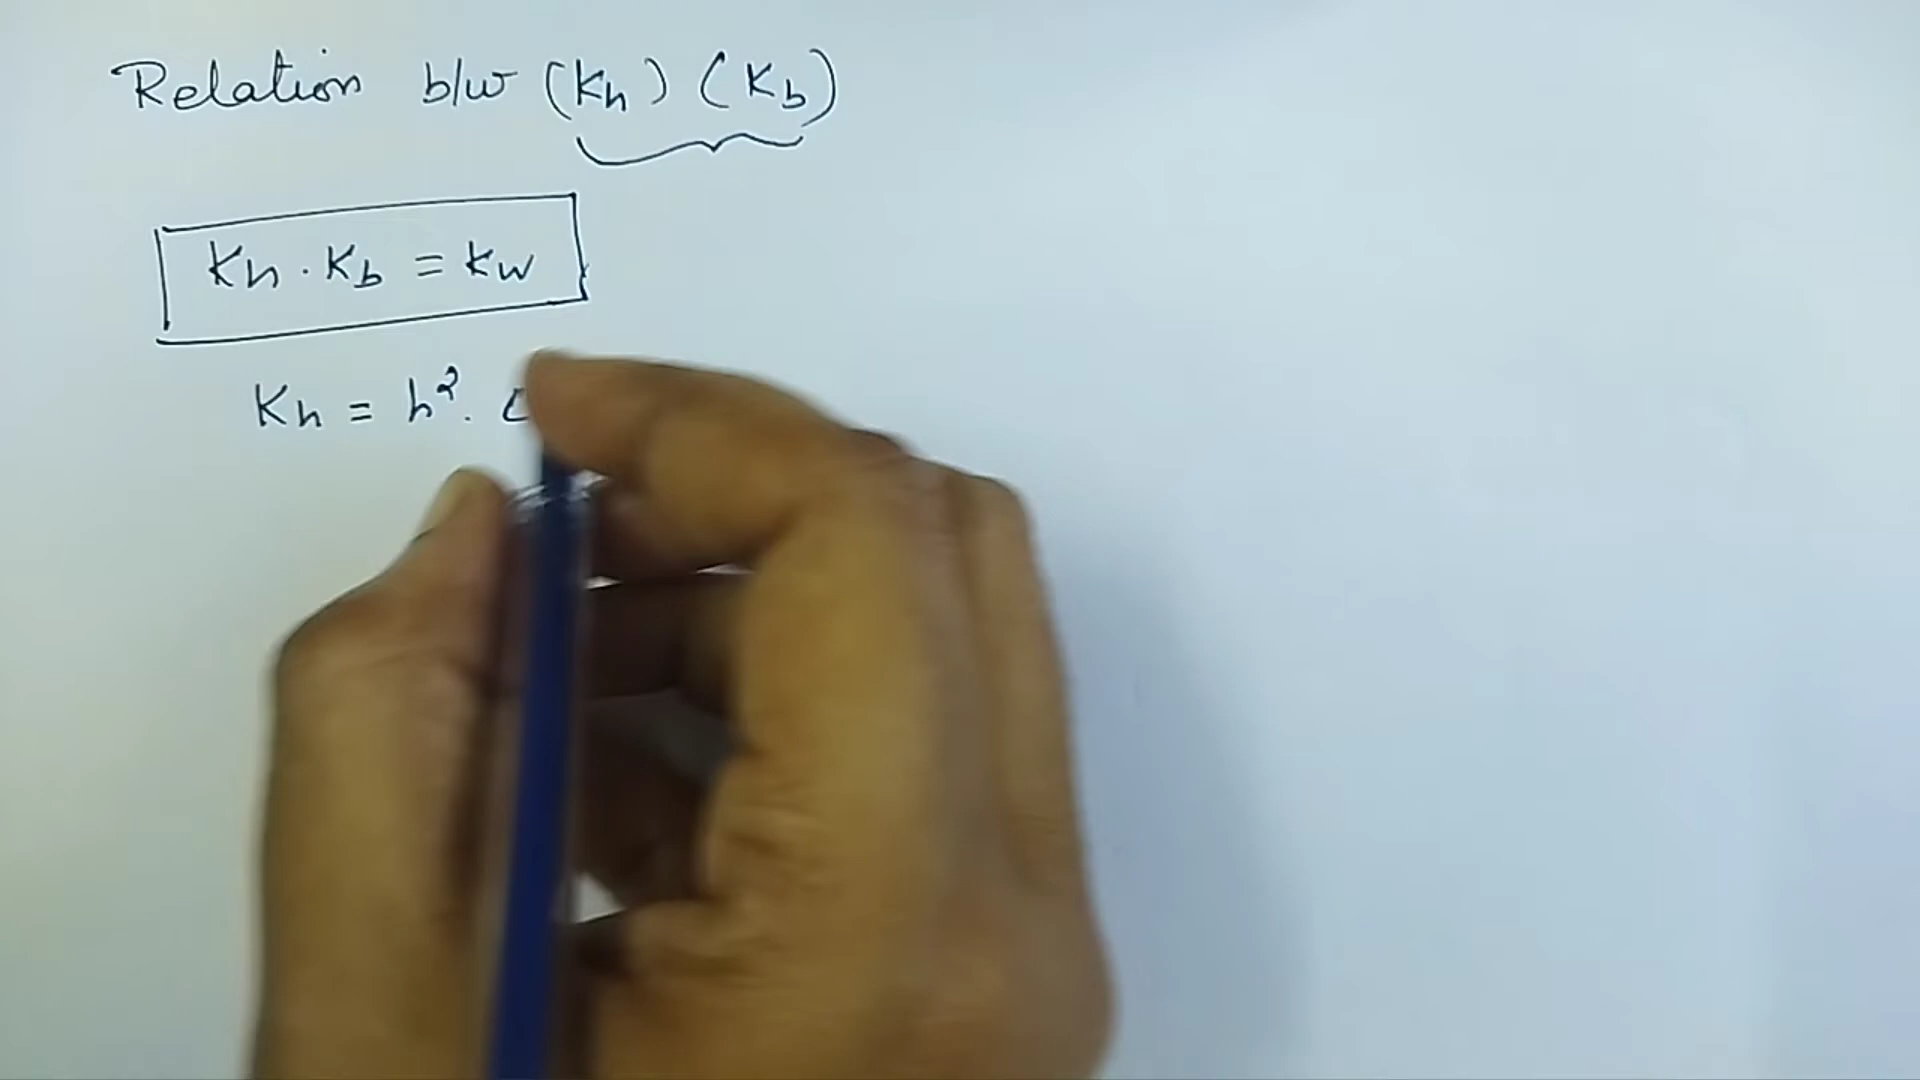 Relation b/w (Kh) (Kb)
Kh . Kb = Kw
Kh = h². C